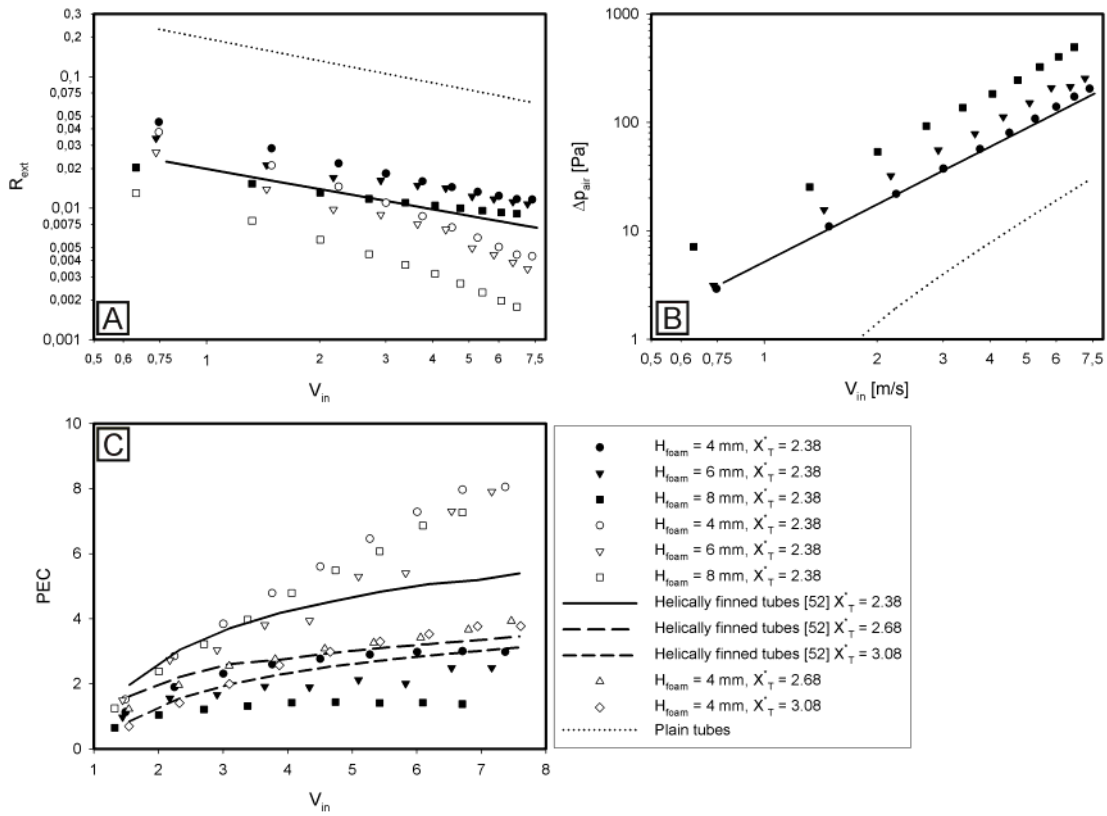 0,3
0,2
0,1
0,075
0,05
0,04
0,03
0,02
0,01
0,0075
0,005
0,004
0,003
0,002
0,001
R_ext
A
0,5 0,6 0,75 1 2 3 4 5 6 7,5
V_in
1000
100
10
1
Δp_air [Pa]
B
0,5 0,6 0,75 1 2 3 4 5 6 7,5
V_in [m/s]
10
8
6
4
2
0
PEC
C
1 2 3 4 5 6 7 8
V_in
H_foam = 4 mm, X*_T = 2.38
H_foam = 6 mm, X*_T = 2.38
H_foam = 8 mm, X*_T = 2.38
H_foam = 4 mm, X*_T = 2.38
H_foam = 6 mm, X*_T = 2.38
H_foam = 8 mm, X*_T = 2.38
Helically finned tubes [52] X*_T = 2.38
Helically finned tubes [52] X*_T = 2.68
Helically finned tubes [52] X*_T = 3.08
H_foam = 4 mm, X*_T = 2.68
H_foam = 4 mm, X*_T = 3.08
Plain tubes